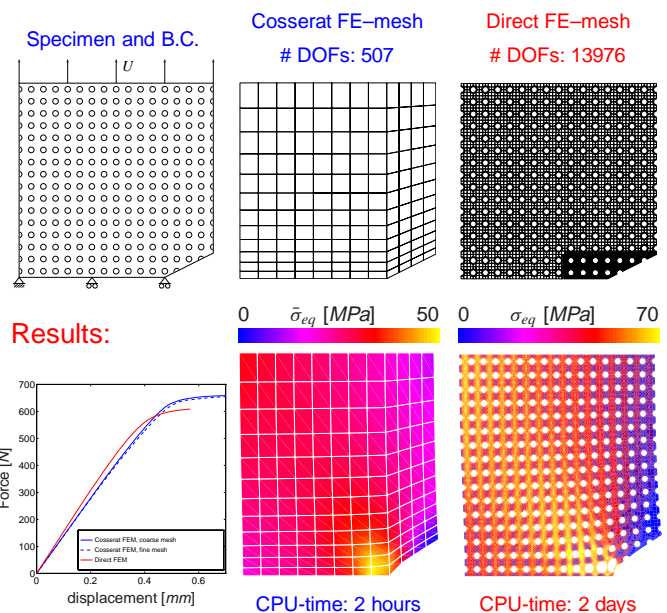 Specimen and B.C.
U
Cosserat FE–mesh
# DOFs: 507
Direct FE–mesh
# DOFs: 13976
Results:
0 σ̄eq [MPa] 50
0 σeq [MPa] 70
700
600
500
400
300
200
100
0
Force [N]
0 0.2 0.4 0.6
displacement [mm]
Cosserat FEM, coarse mesh
Cosserat FEM, fine mesh
Direct FEM
CPU-time: 2 hours
CPU-time: 2 days